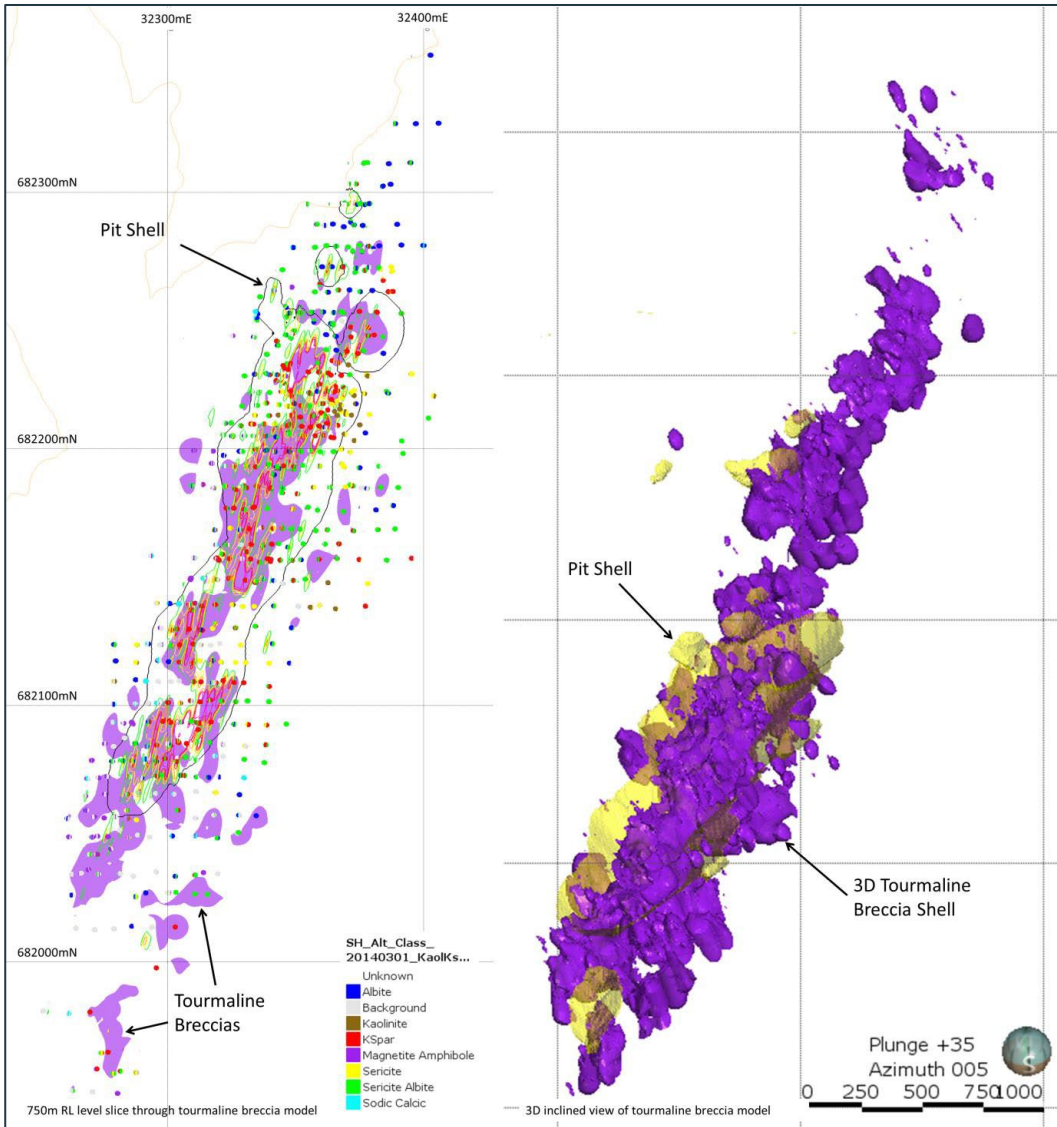 32300mE
32400mE
682300mN
Pit Shell
682200mN
Pit Shell
682100mN
3D Tourmaline
Breccia Shell
682000mN
SH_Alt_Class_
20140301_KaolKs...
Unknown
Albite
Background
Kaolinite
KSpar
Magnetite Amphibole
Sericite
Sericite Albite
Sodic Calcic
Tourmaline
Breccias
750m RL level slice through tourmaline breccia model
3D inclined view of tourmaline breccia model
Plunge +35
Azimuth 005
S
0 250 500 750 1000